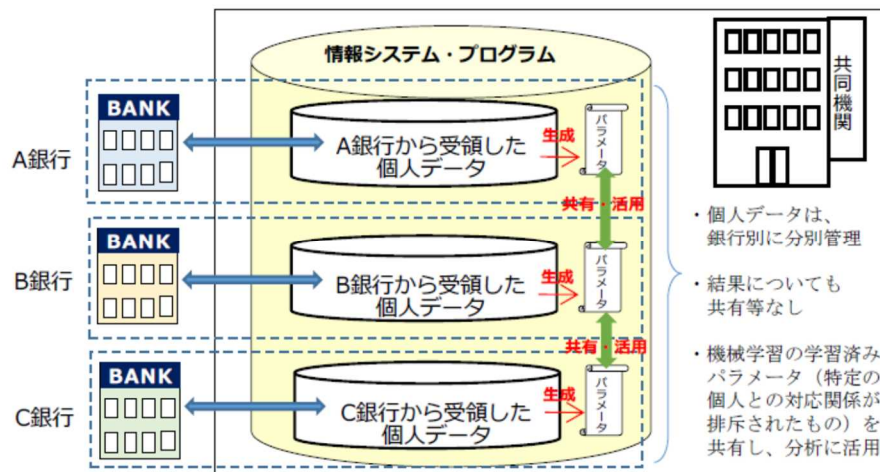 情報システム・プログラム
共同機関
BANK
A銀行
A銀行から受領した
個人データ
生成
パラメータ
共有・活用
BANK
B銀行
B銀行から受領した
個人データ
生成
パラメータ
共有・活用
BANK
C銀行
C銀行から受領した
個人データ
生成
パラメータ
・個人データは、
銀行別に分別管理
・結果についても
共有等なし
・機械学習の学習済み
パラメータ（特定の
個人との対応関係が
排斥されたもの）を
共有し、分析に活用